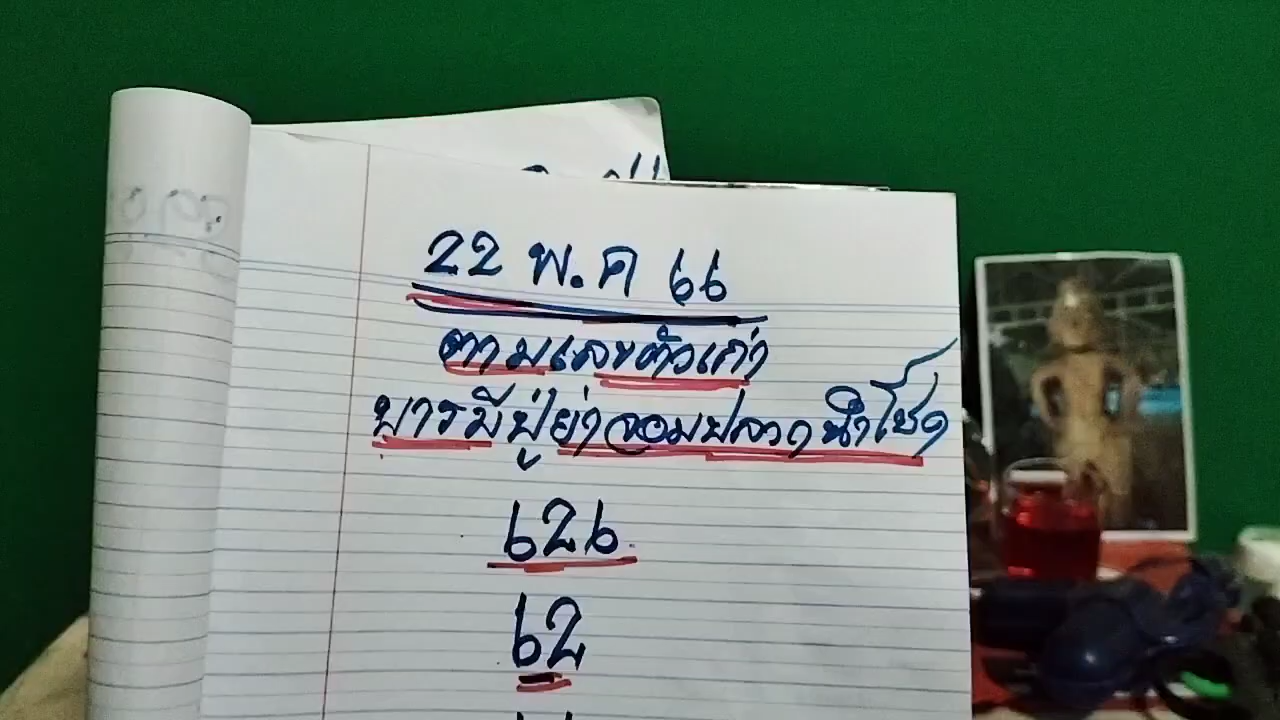 22 พ.ค 66
ตามเลขตัวเก่า
บารมีปู่ย่าจอมปลวกนำโชค
626
62